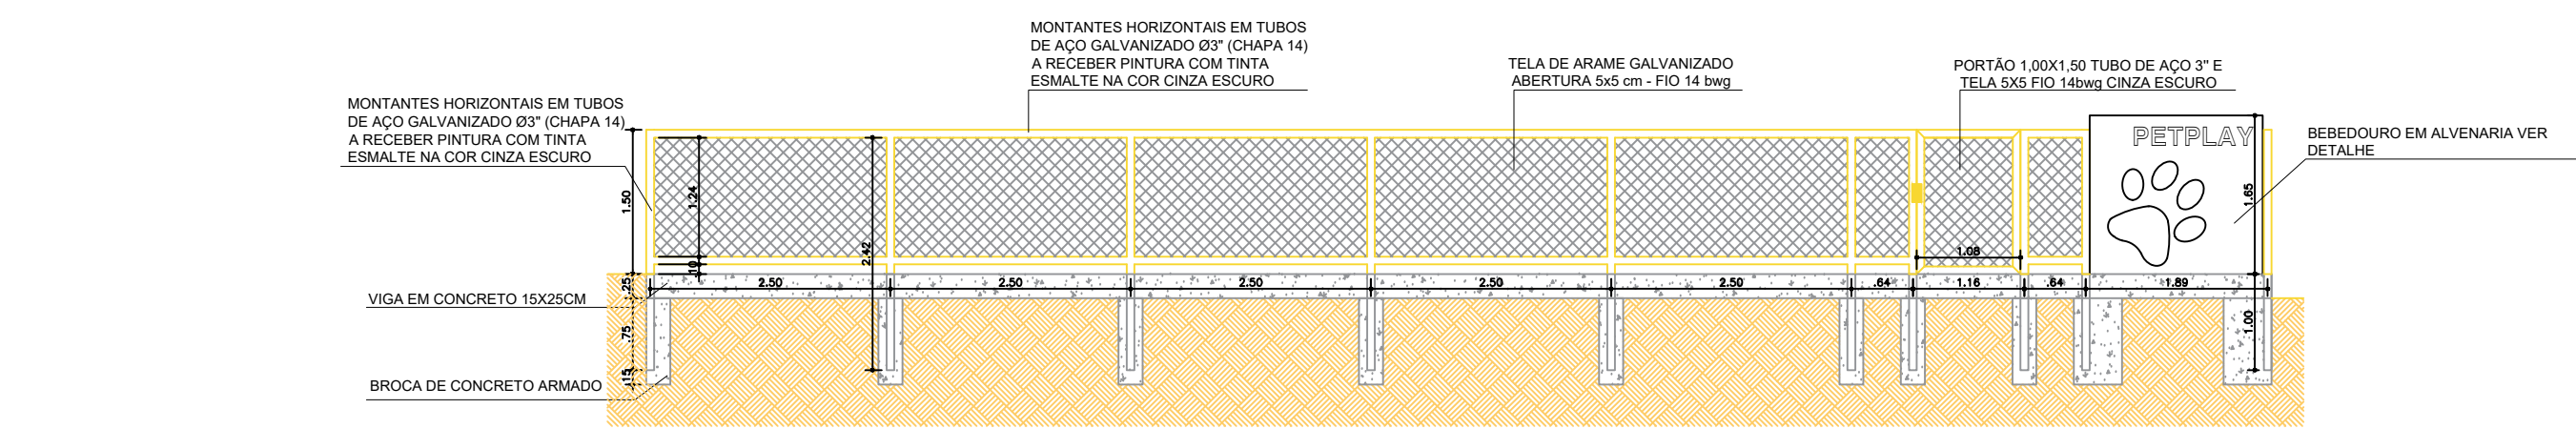 MONTANTES HORIZONTAIS EM TUBOS
DE AÇO GALVANIZADO Ø3" (CHAPA 14)
A RECEBER PINTURA COM TINTA
ESMALTE NA COR CINZA ESCURO
MONTANTES HORIZONTAIS EM TUBOS
DE AÇO GALVANIZADO Ø3" (CHAPA 14)
A RECEBER PINTURA COM TINTA
ESMALTE NA COR CINZA ESCURO
TELA DE ARAME GALVANIZADO
ABERTURA 5x5 cm - FIO 14 bwg
PORTÃO 1,00X1,50 TUBO DE AÇO 3" E
TELA 5X5 FIO 14bwg CINZA ESCURO
PETPLAY
BEBEDOURO EM ALVENARIA VER
DETALHE
1.50
1.24
2.42
.10
.25
1.65
1.08
2.50
2.50
2.50
2.50
2.50
.64
1.16
.64
1.89
VIGA EM CONCRETO 15X25CM
.75
1.00
.15
BROCA DE CONCRETO ARMADO